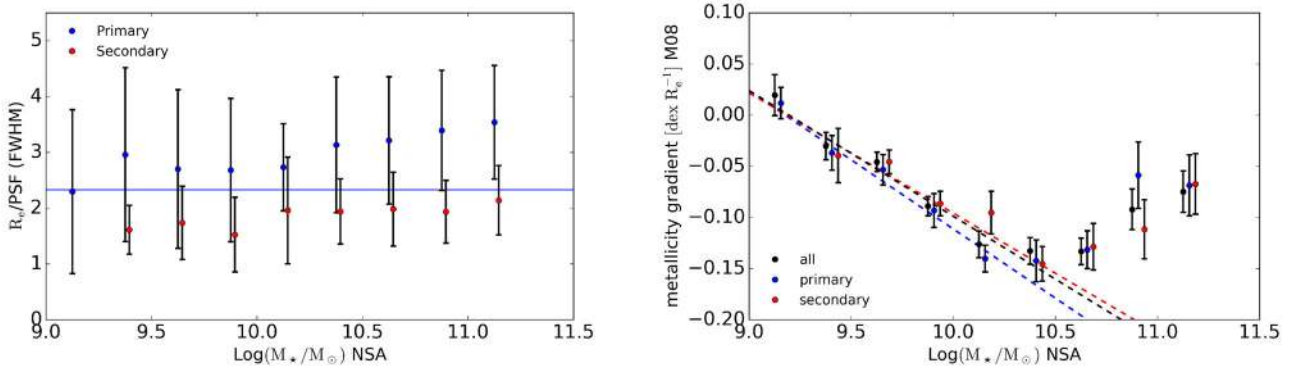 5
4
3
2
1
0
R_e/PSF (FWHM)
Primary
Secondary
9.0 9.5 10.0 10.5 11.0 11.5
Log(M⋆/M⊙) NSA
0.10
0.05
0.00
−0.05
−0.10
−0.15
−0.20
metallicity gradient [dex R_e^{-1}] M08
all
primary
secondary
9.0 9.5 10.0 10.5 11.0 11.5
Log(M⋆/M⊙) NSA